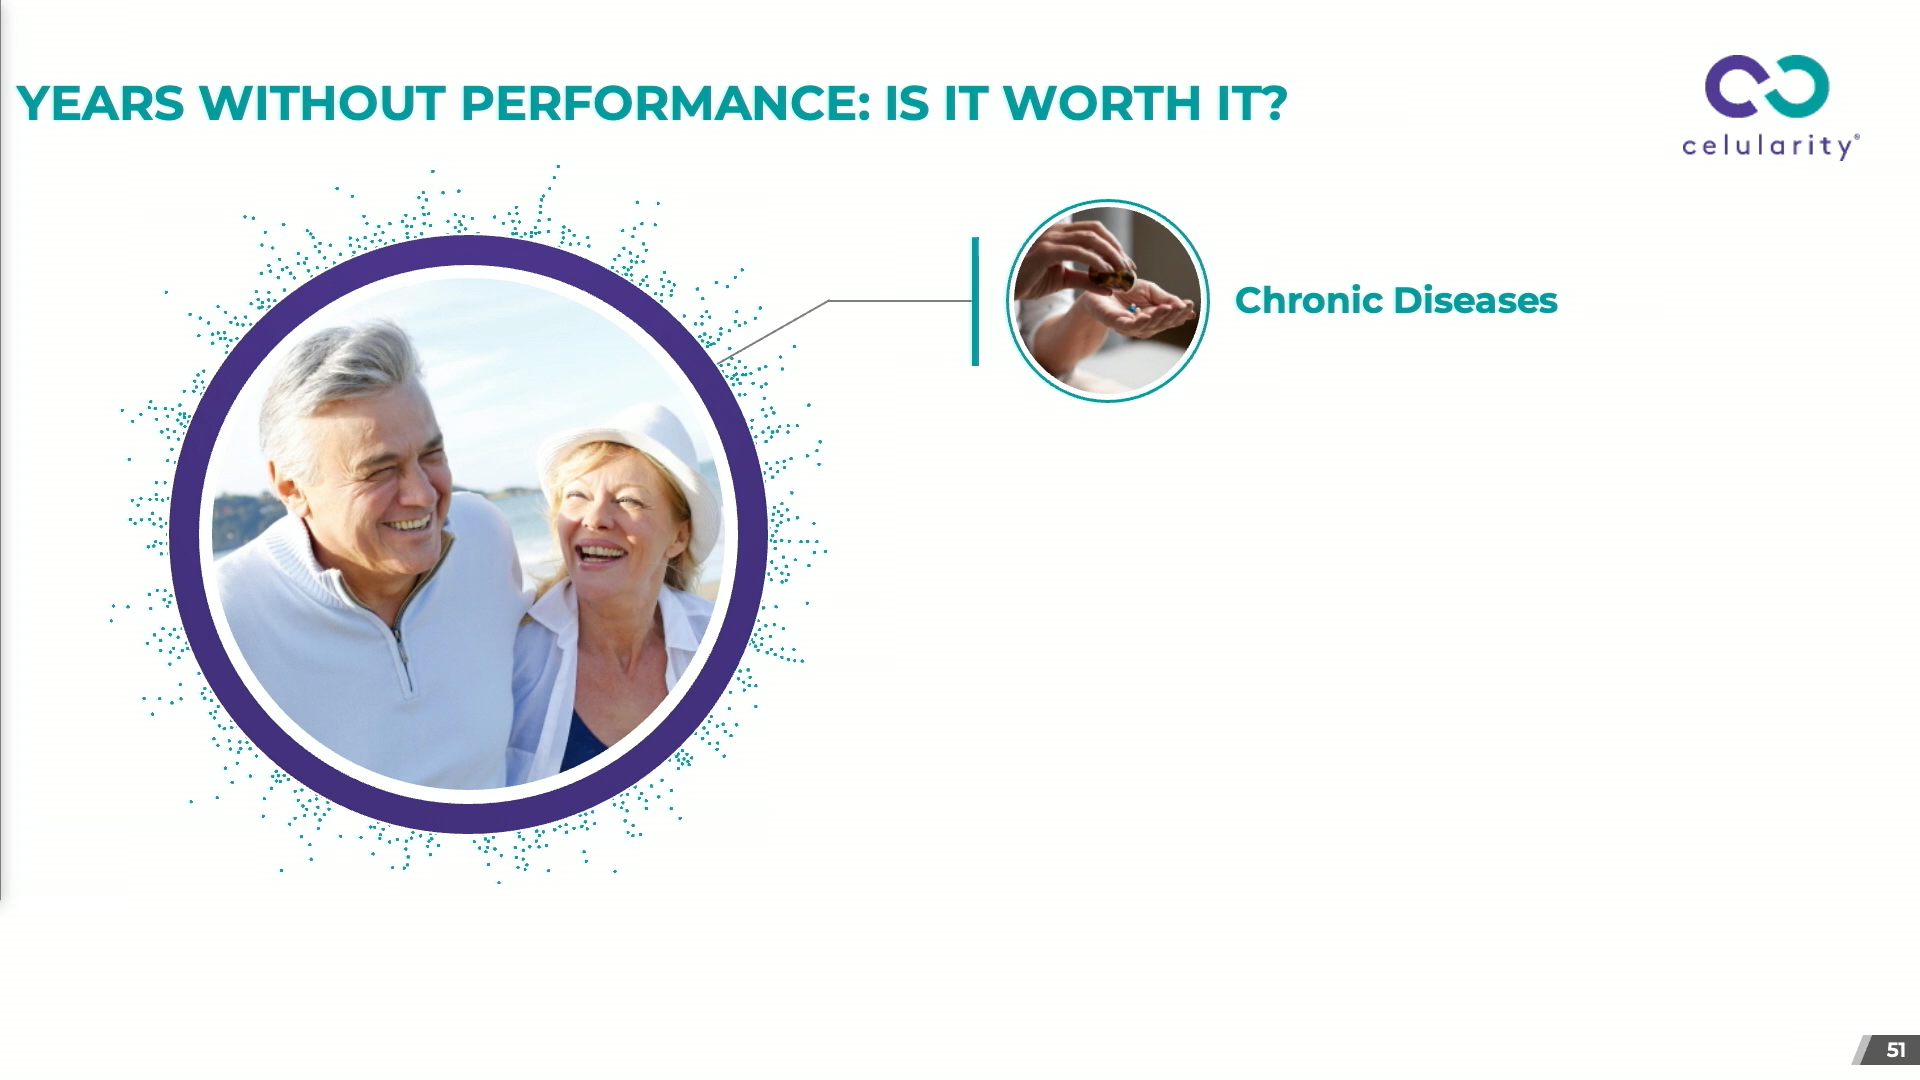 YEARS WITHOUT PERFORMANCE: IS IT WORTH IT?
celularity®
Chronic Diseases
51